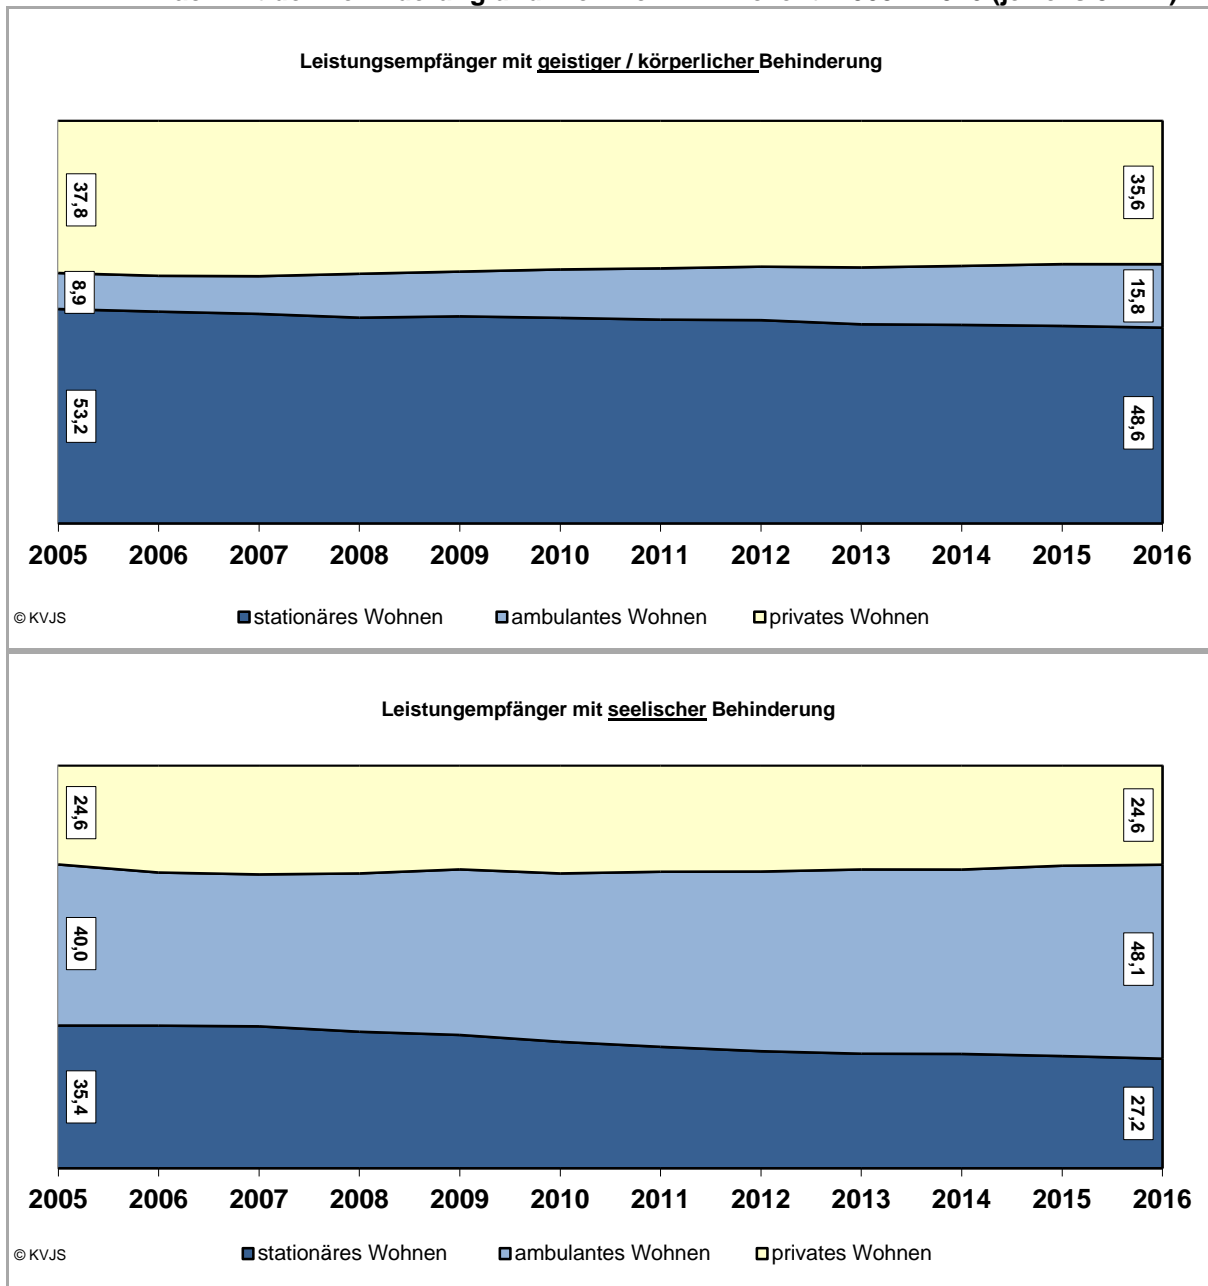 Leistungsempfänger mit geistiger / körperlicher Behinderung
37,8
35,6
8,9
15,8
53,2
48,6
2005 2006 2007 2008 2009 2010 2011 2012 2013 2014 2015 2016
© KVJS
stationäres Wohnen ambulantes Wohnen privates Wohnen
Leistungempfänger mit seelischer Behinderung
24,6
24,6
40,0
48,1
35,4
27,2
2005 2006 2007 2008 2009 2010 2011 2012 2013 2014 2015 2016
© KVJS
stationäres Wohnen ambulantes Wohnen privates Wohnen